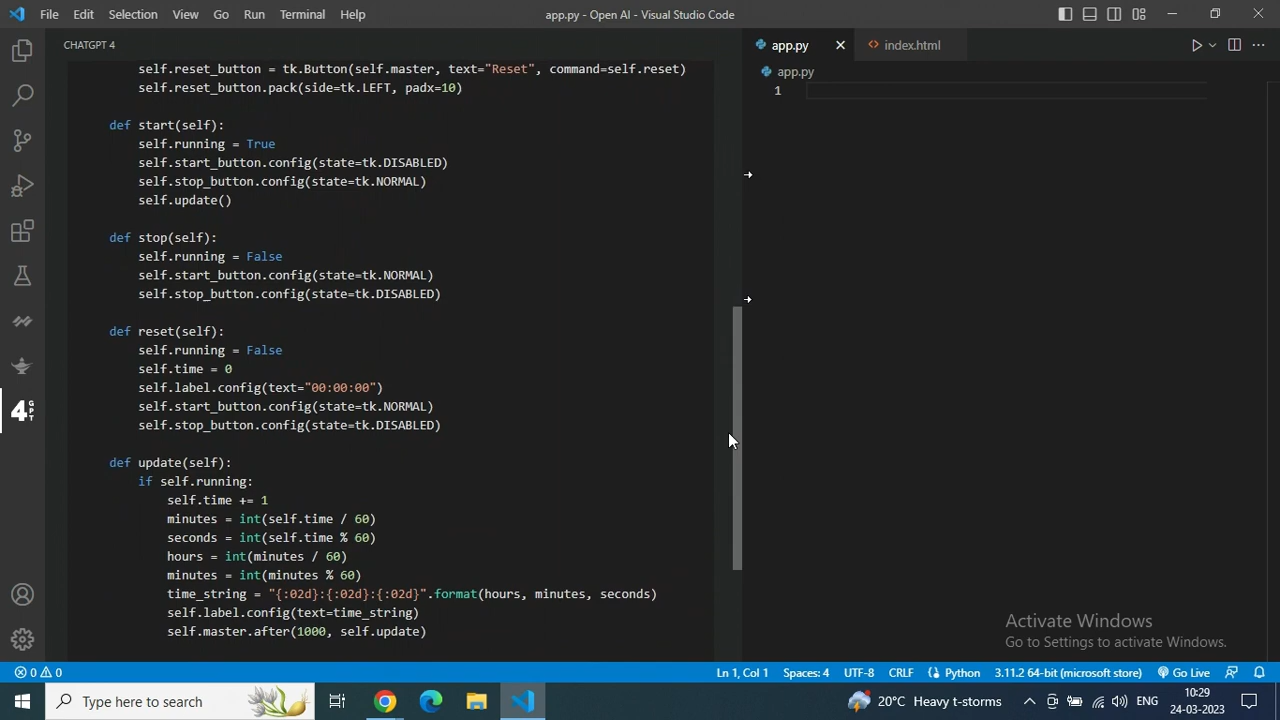 File Edit Selection View Go Run Terminal Help
app.py - Open AI - Visual Studio Code
CHATGPT 4
self.reset_button = tk.Button(self.master, text="Reset", command=self.reset)
self.reset_button.pack(side=tk.LEFT, padx=10)
def start(self):
self.running = True
self.start_button.config(state=tk.DISABLED)
self.stop_button.config(state=tk.NORMAL)
self.update()
def stop(self):
self.running = False
self.start_button.config(state=tk.NORMAL)
self.stop_button.config(state=tk.DISABLED)
def reset(self):
self.running = False
self.time = 0
self.label.config(text="00:00:00")
self.start_button.config(state=tk.NORMAL)
self.stop_button.config(state=tk.DISABLED)
def update(self):
if self.running:
self.time += 1
minutes = int(self.time / 60)
seconds = int(self.time % 60)
hours = int(minutes / 60)
minutes = int(minutes % 60)
time_string = "{:02d}:{:02d}:{:02d}".format(hours, minutes, seconds)
self.label.config(text=time_string)
self.master.after(1000, self.update)
4 GPT
app.py
index.html
app.py
1
Activate Windows
Go to Settings to activate Windows.
0 0
Ln 1, Col 1 Spaces: 4 UTF-8 CRLF Python 3.11.2 64-bit (microsoft store) Go Live
Type here to search
20°C Heavy t-storms
ENG
10:29
24-03-2023